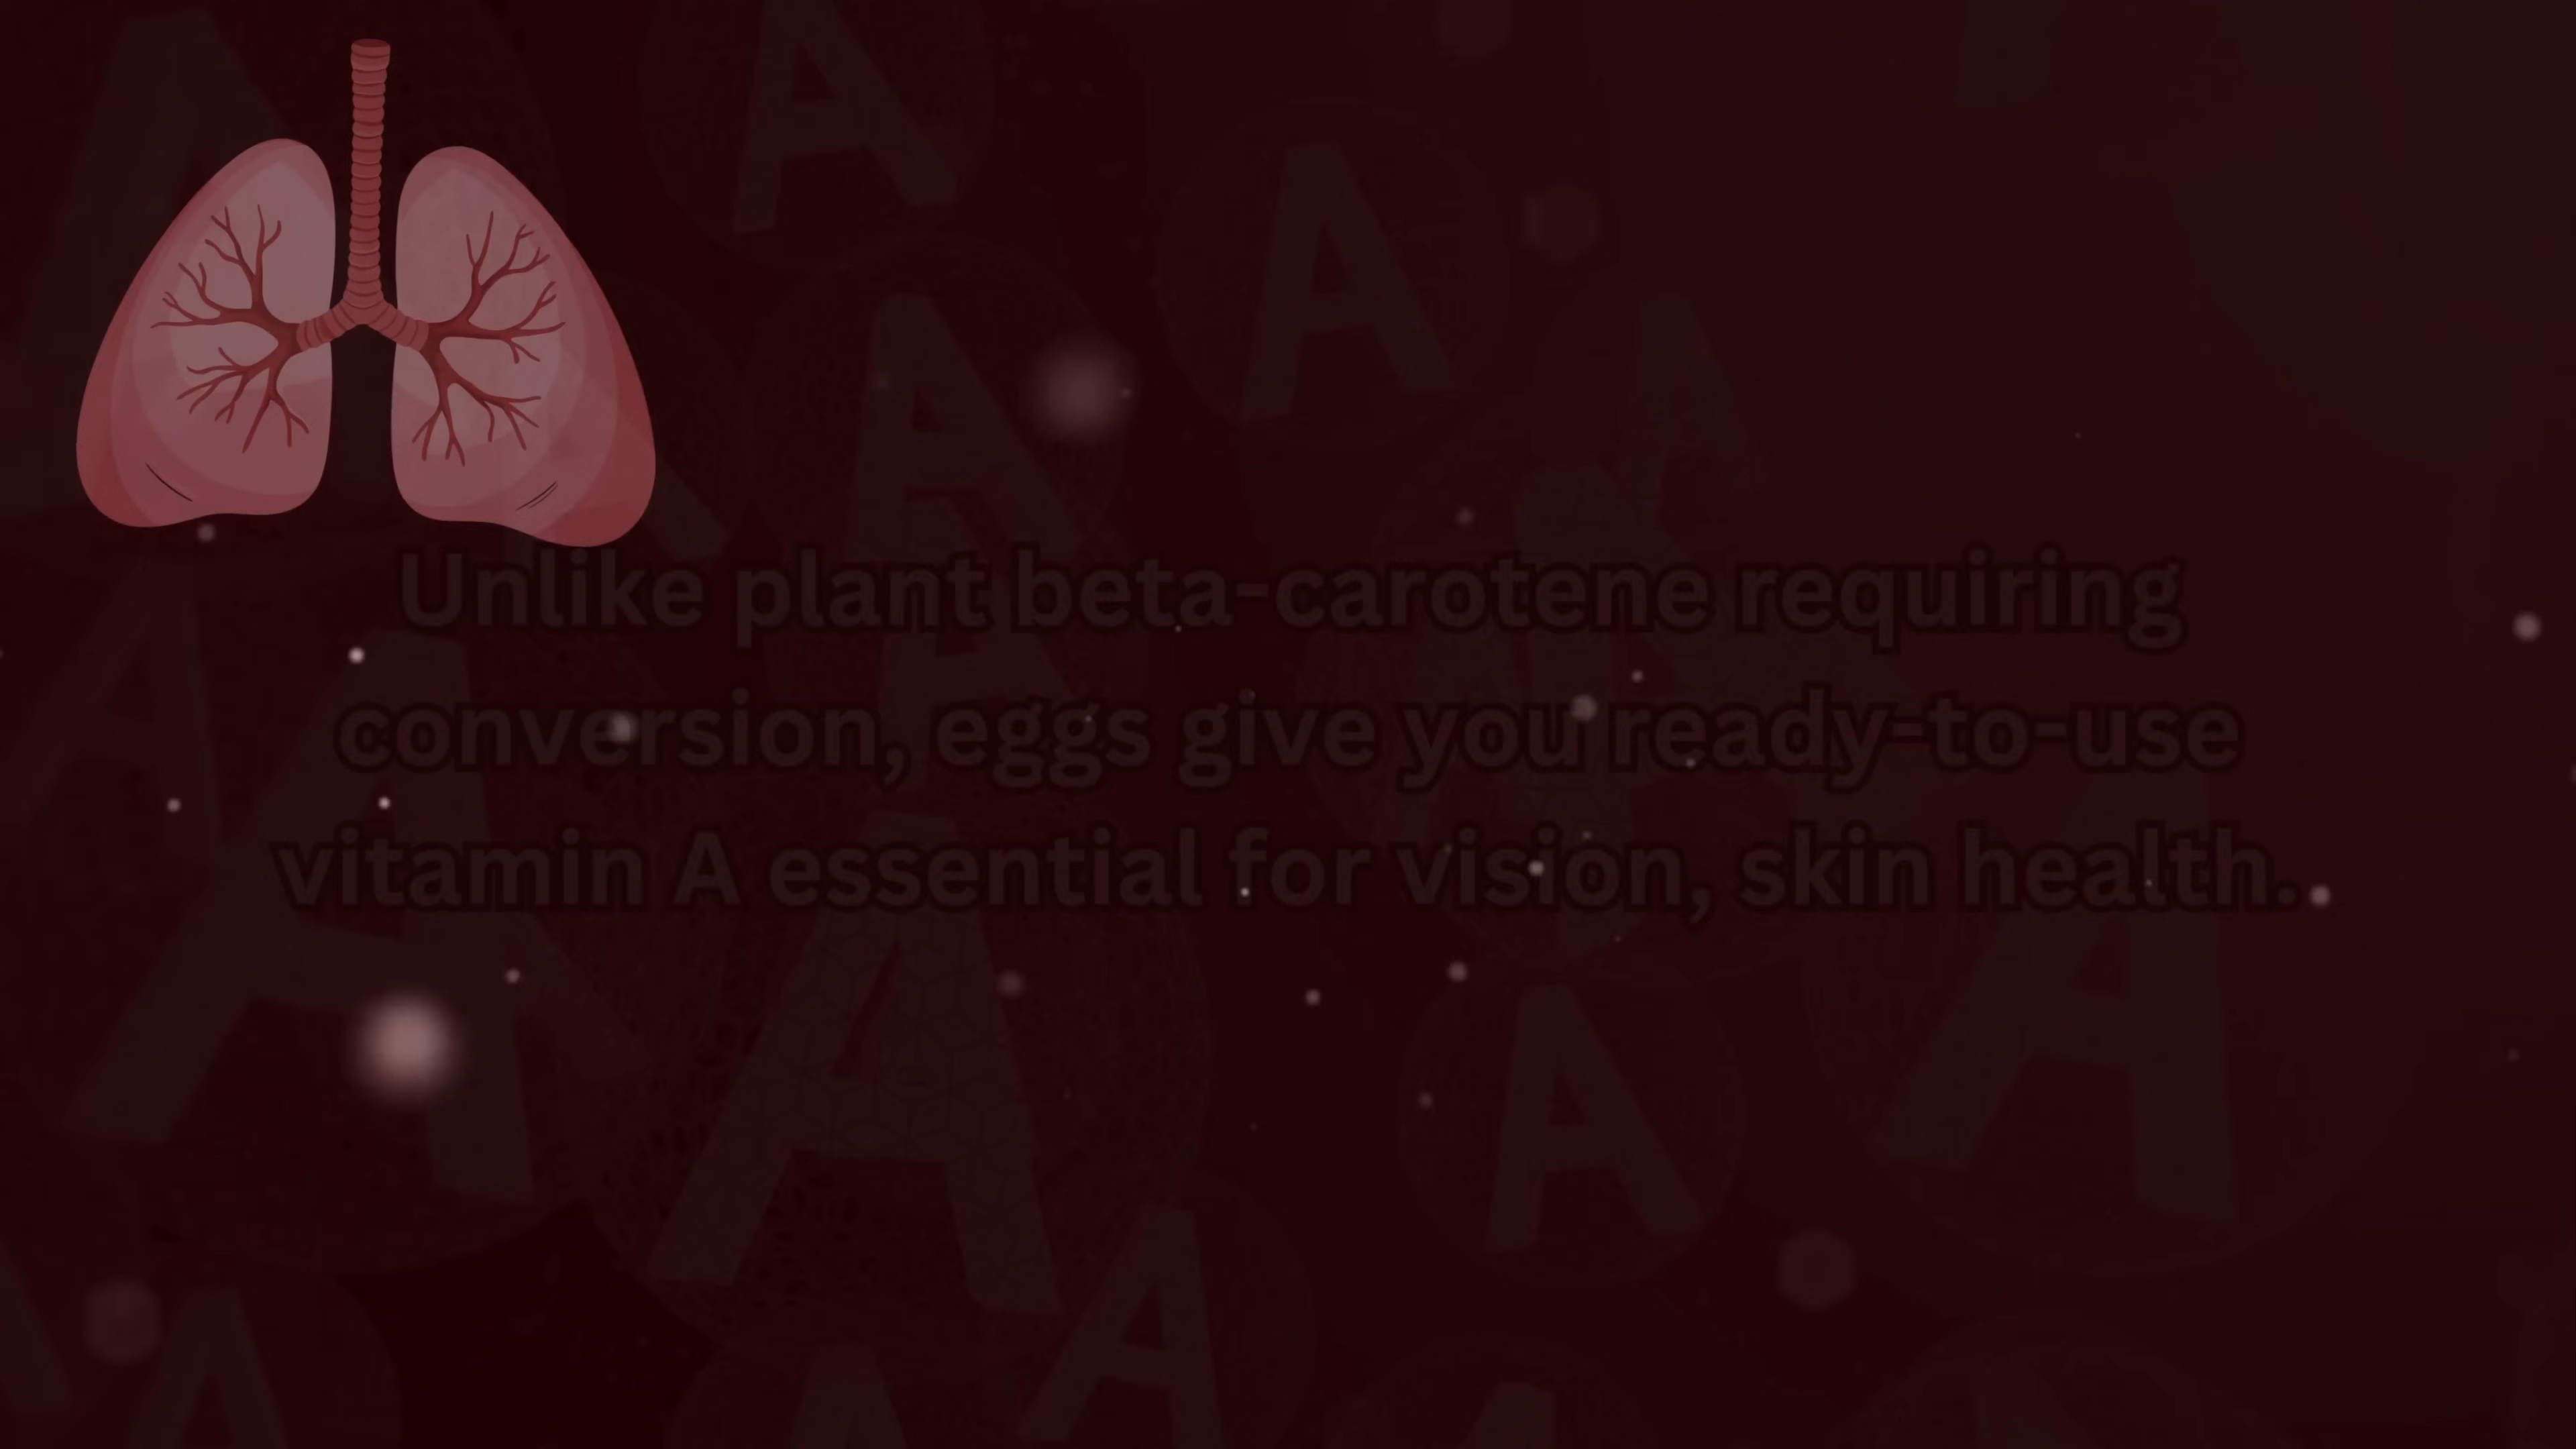 Unlike plant beta-carotene requiring
conversion, eggs give you ready-to-use
vitamin A essential for vision, skin health.
A
A
A
A
A
A
A
A
A
A
A